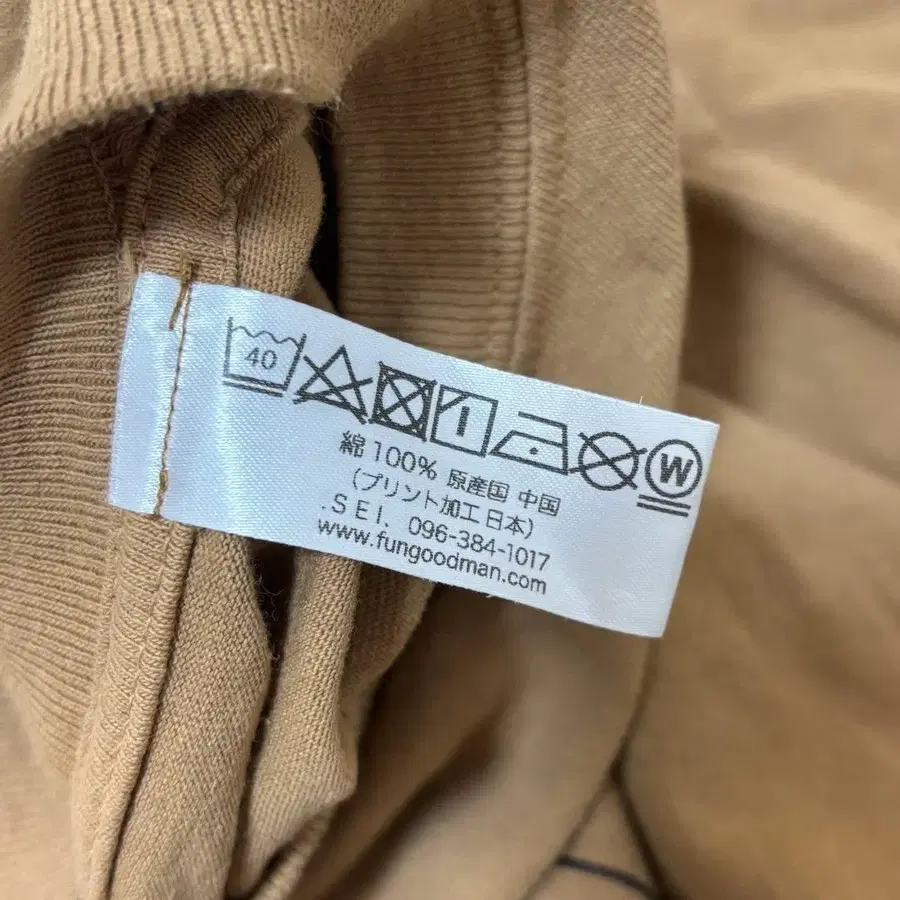 40
W
綿 100% 原産国 中国
(プリント加工 日本)
.SEI. 096-384-1017
www.fungoodman.com